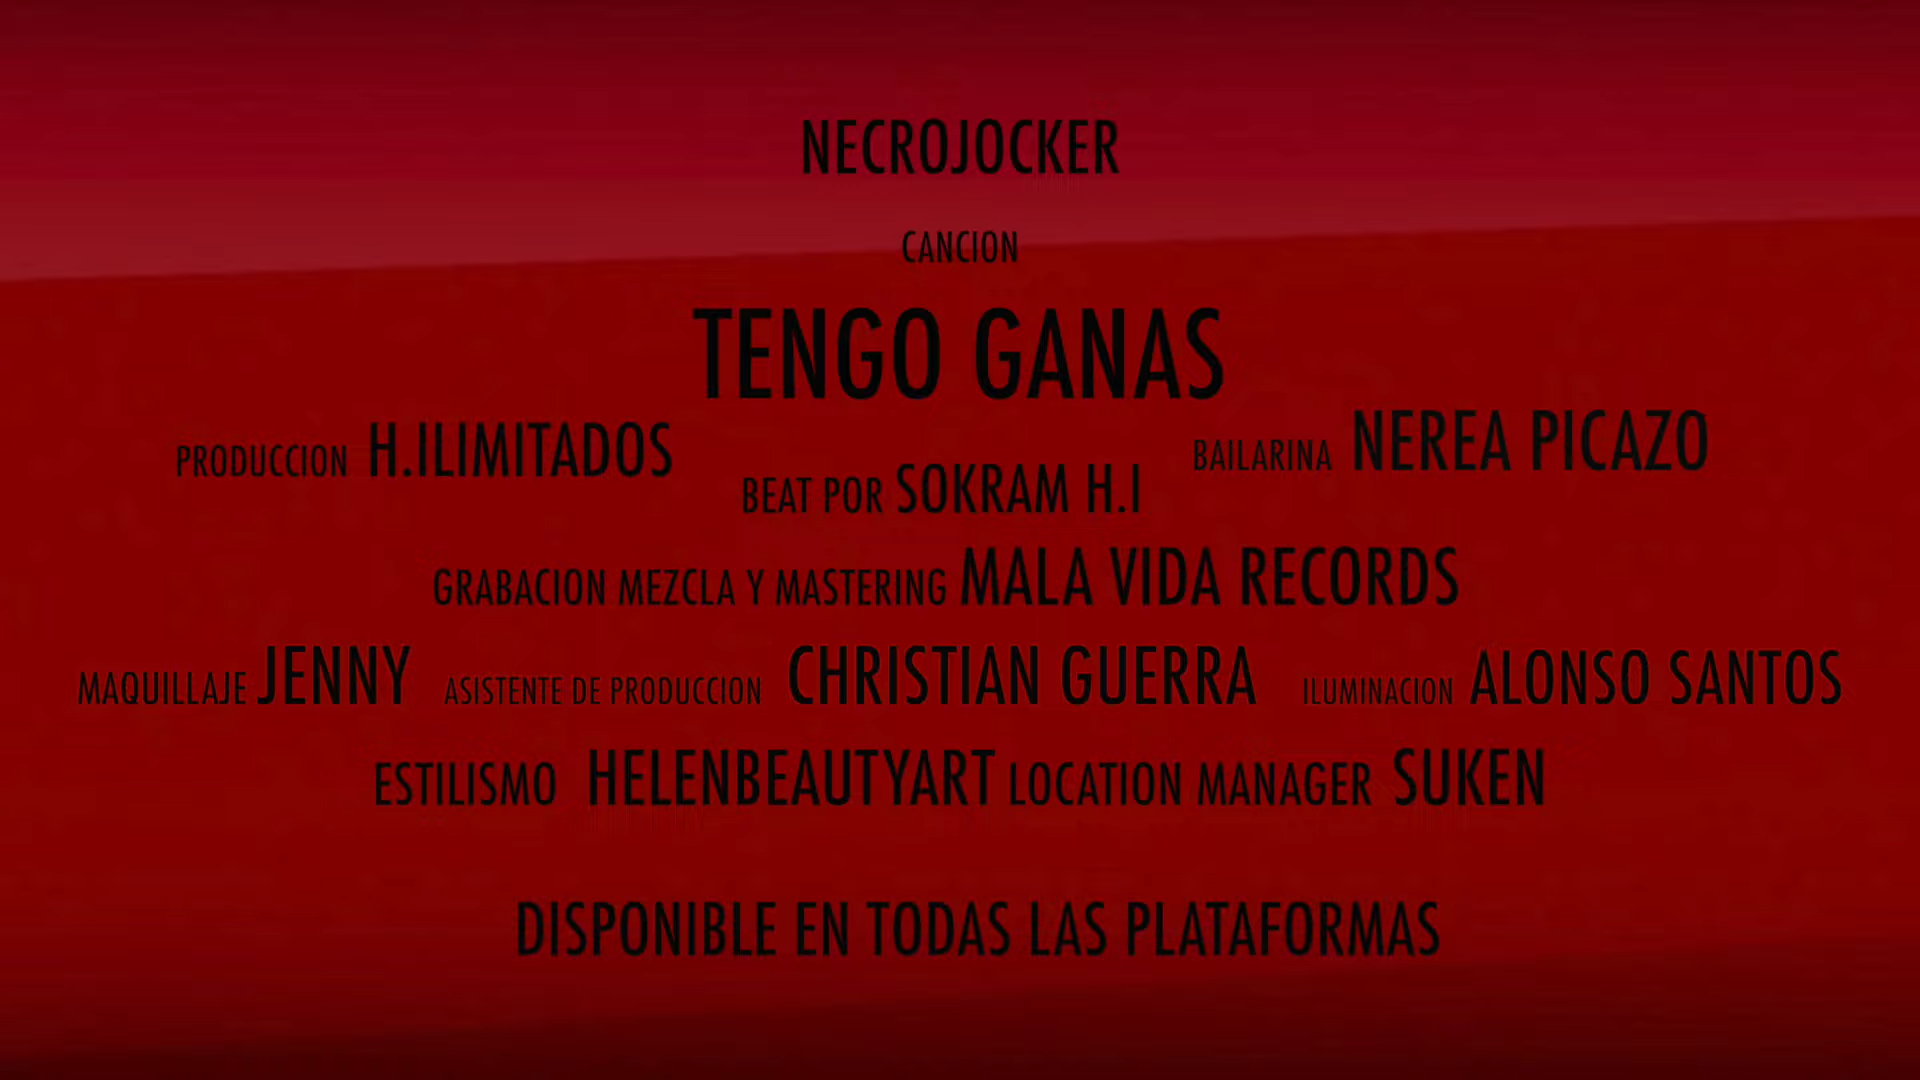 NECROJOCKER
CANCION
TENGO GANAS
PRODUCCION H.ILIMITADOS
BAILARINA NEREA PICAZO
BEAT POR SOKRAM H.I
GRABACION MEZCLA Y MASTERING MALA VIDA RECORDS
MAQUILLAJE JENNY ASISTENTE DE PRODUCCION CHRISTIAN GUERRA ILUMINACION ALONSO SANTOS
ESTILISMO HELENBEAUTYART LOCATION MANAGER SUKEN
DISPONIBLE EN TODAS LAS PLATAFORMAS